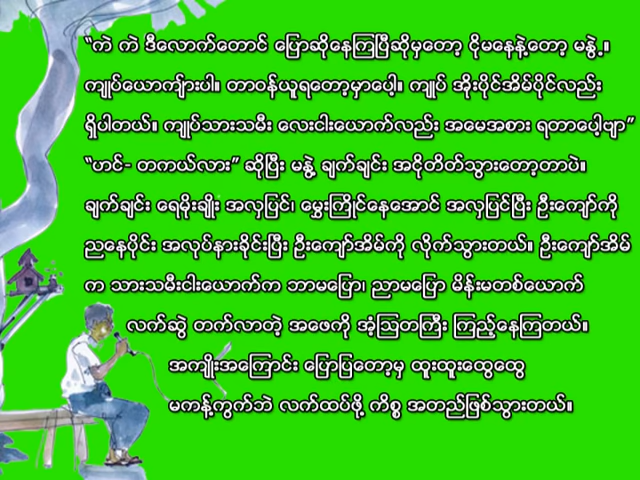 “ကဲ ကဲ ဒီလောက်တောင် ပြောဆိုနေကြပြီဆိုမှတော့ ငိုမနေနဲ့တော့ မနွဲ့။
ကျုပ်ယောက်ျားပါ။ တာဝန်ယူရတော့မှာပေါ့။ ကျုပ် အိုးပိုင်အိမ်ပိုင်လည်း
ရှိပါတယ်။ ကျုပ်သားသမီး လေးငါးယောက်လည်း အမေအစား ရတာပေါ့ဗျာ”
“ဟင်- တကယ်လား” ဆိုပြီး မနွဲ့ ချက်ချင်း အငိုတိတ်သွားတော့တာပဲ။
ချက်ချင်း ရေမိုးချိုး အလှပြင်၊ မွှေးကြိုင်နေအောင် အလှပြင်ပြီး ဦးကျော်ကို
ညနေပိုင်း အလုပ်နားခိုင်းပြီး ဦးကျော်အိမ်ကို လိုက်သွားတယ်။ ဦးကျော်အိမ်
က သားသမီးငါးယောက်က ဘာမပြော၊ ညာမပြော မိန်းမတစ်ယောက်
လက်ဆွဲ တက်လာတဲ့ အဖေကို အံ့ဩတကြီး ကြည့်နေကြတယ်။
အကျိုးအကြောင်း ပြောပြတော့မှ ထူးထူးထွေထွေ
မကန့်ကွက်ဘဲ လက်ထပ်ဖို့ ကိစ္စ အတည်ဖြစ်သွားတယ်။